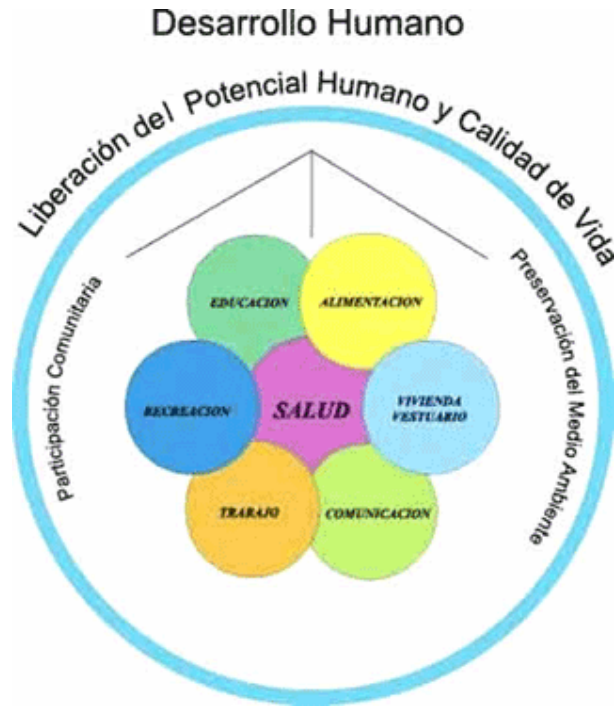 Desarrollo Humano
Liberación del Potencial Humano y Calidad de Vida
Participación Comunitaria
Preservación del Medio Ambiente
EDUCACION
ALIMENTACION
RECREACION
SALUD
VIVIENDA
VESTUARIO
TRABAJO
COMUNICACION